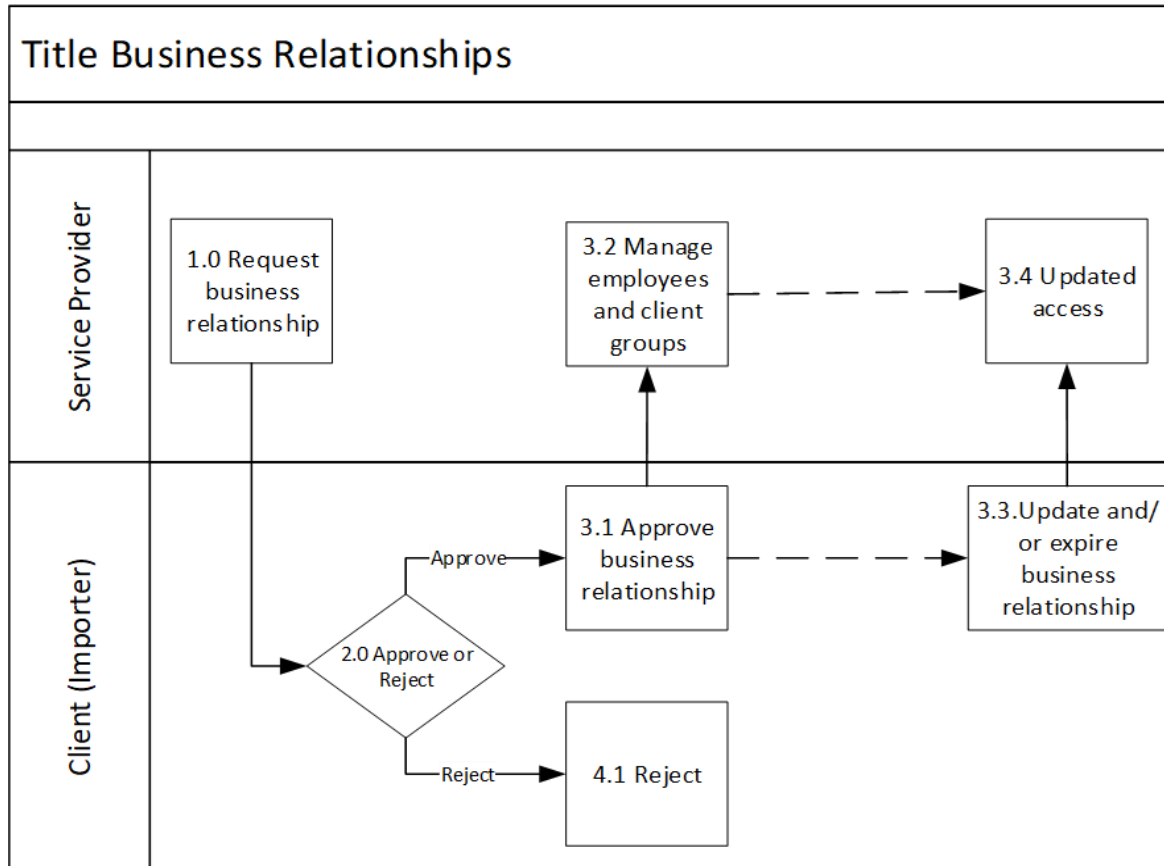 Title Business Relationships
Service Provider
1.0 Request
business
relationship
3.2 Manage
employees
and client
groups
3.4 Updated
access
Client (Importer)
2.0 Approve or
Reject
Approve
3.1 Approve
business
relationship
3.3.Update and/
or expire
business
relationship
Reject
4.1 Reject